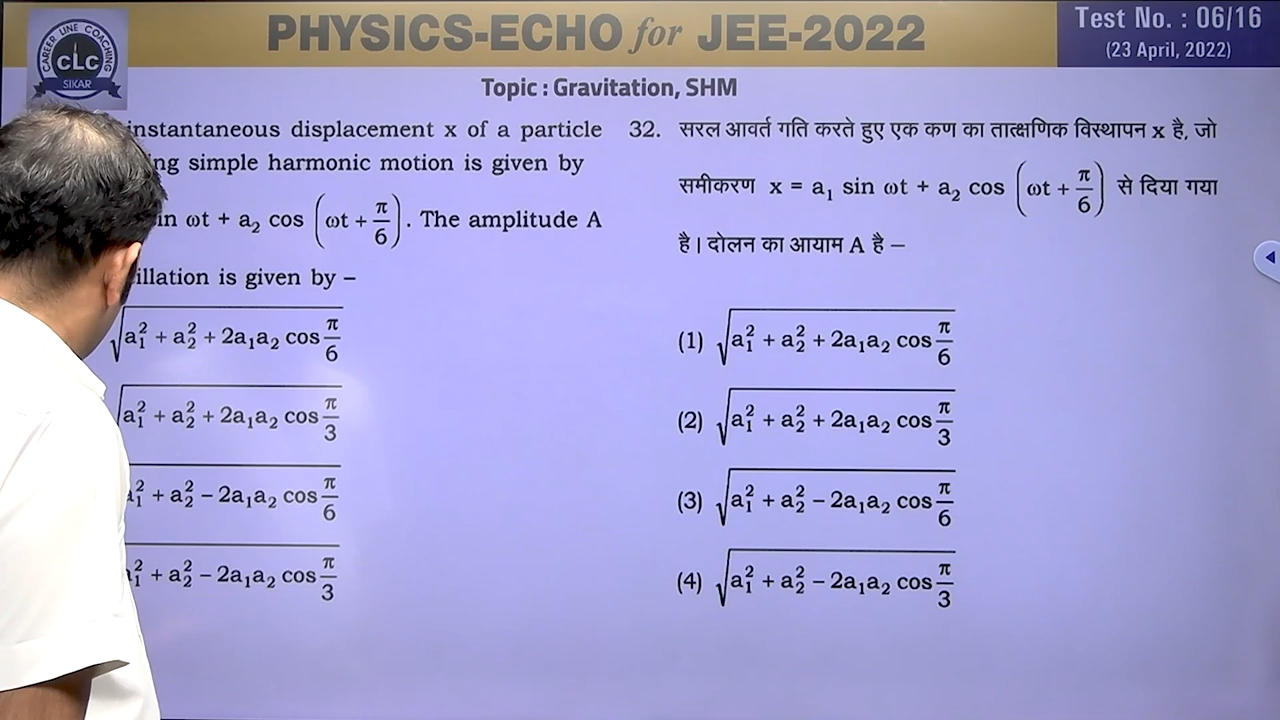 PHYSICS-ECHO for JEE-2022
Test No. : 06/16
(23 April, 2022)
CAREER LINE COACHING
CLC
SIKAR
Topic : Gravitation, SHM
instantaneous displacement x of a particle
ng simple harmonic motion is given by
in ωt + a₂ cos (ωt + π/6). The amplitude A
illation is given by –
√(a₁² + a₂² + 2a₁a₂ cos π/6)
√(a₁² + a₂² + 2a₁a₂ cos π/3)
a₁² + a₂² – 2a₁a₂ cos π/6
a₁² + a₂² – 2a₁a₂ cos π/3
32. सरल आवर्त गति करते हुए एक कण का तात्क्षणिक विस्थापन x है, जो
समीकरण x = a₁ sin ωt + a₂ cos (ωt + π/6) से दिया गया
है। दोलन का आयाम A है –
(1) √(a₁² + a₂² + 2a₁a₂ cos π/6)
(2) √(a₁² + a₂² + 2a₁a₂ cos π/3)
(3) √(a₁² + a₂² – 2a₁a₂ cos π/6)
(4) √(a₁² + a₂² – 2a₁a₂ cos π/3)